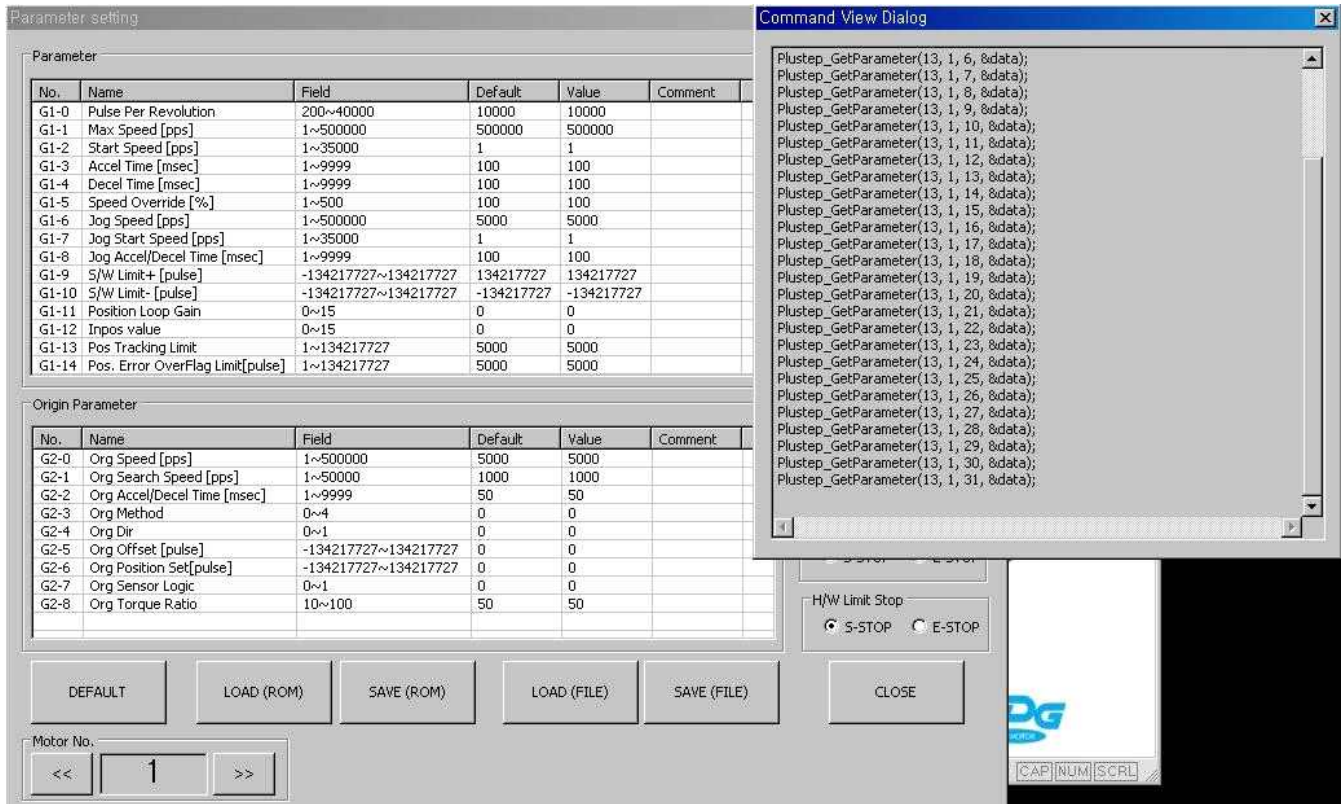 Parameter setting
Parameter
No. Name Field Default Value Comment
G1-0 Pulse Per Revolution 200~40000 10000 10000
G1-1 Max Speed [pps] 1~500000 500000 500000
G1-2 Start Speed [pps] 1~35000 1 1
G1-3 Accel Time [msec] 1~9999 100 100
G1-4 Decel Time [msec] 1~9999 100 100
G1-5 Speed Override [%] 1~500 100 100
G1-6 Jog Speed [pps] 1~500000 5000 5000
G1-7 Jog Start Speed [pps] 1~35000 1 1
G1-8 Jog Accel/Decel Time [msec] 1~9999 100 100
G1-9 S/W Limit+ [pulse] -134217727~134217727 134217727 134217727
G1-10 S/W Limit- [pulse] -134217727~134217727 -134217727 -134217727
G1-11 Position Loop Gain 0~15 0 0
G1-12 Inpos value 0~15 0 0
G1-13 Pos Tracking Limit 1~134217727 5000 5000
G1-14 Pos. Error OverFlag Limit[pulse] 1~134217727 5000 5000
Origin Parameter
No. Name Field Default Value Comment
G2-0 Org Speed [pps] 1~500000 5000 5000
G2-1 Org Search Speed [pps] 1~50000 1000 1000
G2-2 Org Accel/Decel Time [msec] 1~9999 50 50
G2-3 Org Method 0~4 0 0
G2-4 Org Dir 0~1 0 0
G2-5 Org Offset [pulse] -134217727~134217727 0 0
G2-6 Org Position Set[pulse] -134217727~134217727 0 0
G2-7 Org Sensor Logic 0~1 0 0
G2-8 Org Torque Ratio 10~100 50 50
Command View Dialog
Plustep_GetParameter(13, 1, 6, &data);
Plustep_GetParameter(13, 1, 7, &data);
Plustep_GetParameter(13, 1, 8, &data);
Plustep_GetParameter(13, 1, 9, &data);
Plustep_GetParameter(13, 1, 10, &data);
Plustep_GetParameter(13, 1, 11, &data);
Plustep_GetParameter(13, 1, 12, &data);
Plustep_GetParameter(13, 1, 13, &data);
Plustep_GetParameter(13, 1, 14, &data);
Plustep_GetParameter(13, 1, 15, &data);
Plustep_GetParameter(13, 1, 16, &data);
Plustep_GetParameter(13, 1, 17, &data);
Plustep_GetParameter(13, 1, 18, &data);
Plustep_GetParameter(13, 1, 19, &data);
Plustep_GetParameter(13, 1, 20, &data);
Plustep_GetParameter(13, 1, 21, &data);
Plustep_GetParameter(13, 1, 22, &data);
Plustep_GetParameter(13, 1, 23, &data);
Plustep_GetParameter(13, 1, 24, &data);
Plustep_GetParameter(13, 1, 25, &data);
Plustep_GetParameter(13, 1, 26, &data);
Plustep_GetParameter(13, 1, 27, &data);
Plustep_GetParameter(13, 1, 28, &data);
Plustep_GetParameter(13, 1, 29, &data);
Plustep_GetParameter(13, 1, 30, &data);
Plustep_GetParameter(13, 1, 31, &data);
H/W Limit Stop
S-STOP E-STOP
DEFAULT LOAD (ROM) SAVE (ROM) LOAD (FILE) SAVE (FILE) CLOSE
Motor No.
<< 1 >>
CAP NUM SCRL